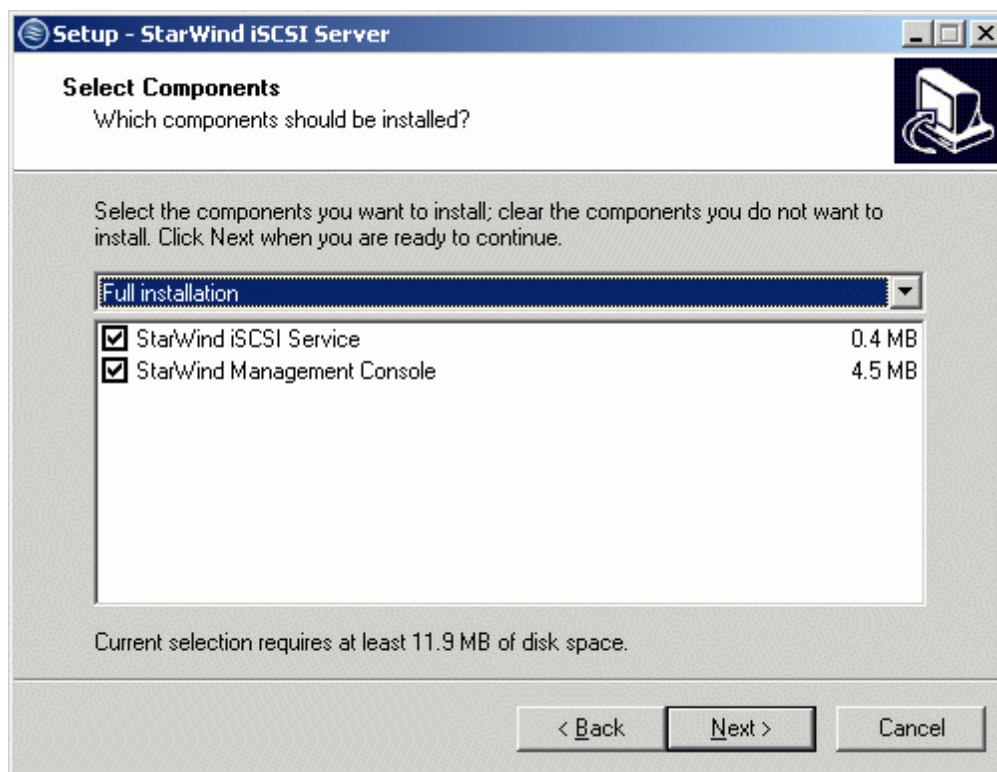 Setup - StarWind iSCSI Server
Select Components
Which components should be installed?
Select the components you want to install; clear the components you do not want to
install. Click Next when you are ready to continue.
Full installation
StarWind iSCSI Service 0.4 MB
StarWind Management Console 4.5 MB
Current selection requires at least 11.9 MB of disk space.
< Back Next > Cancel